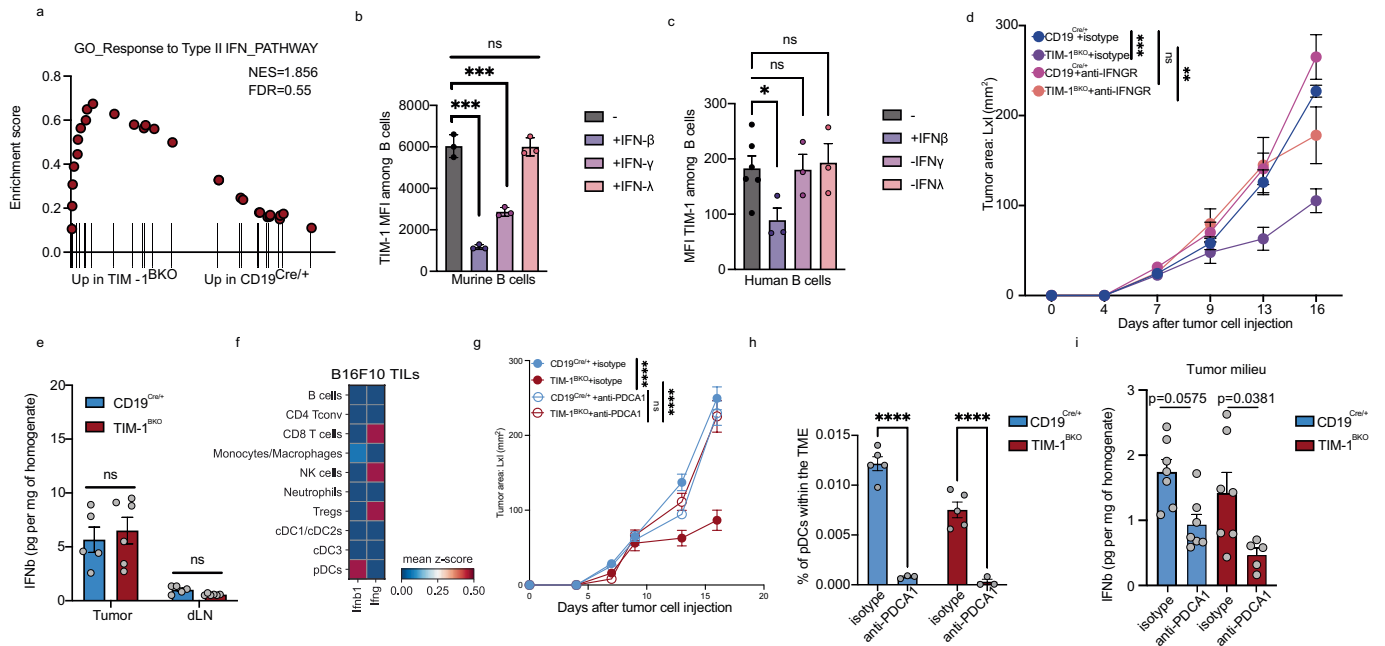 a
GO_Response to Type II IFN_PATHWAY
NES=1.856
FDR=0.55
Enrichment score
0.8
0.6
0.4
0.2
0.0
Up in TIM -1BKO
Up in CD19Cre/+
b
ns
***
***
TIM-1 MFI among B cells
8000
6000
4000
2000
0
Murine B cells
-
+IFN-β
+IFN-γ
+IFN-λ
c
ns
ns
*
MFI TIM-1 among B cells
400
300
200
100
0
Human B cells
-
+IFNβ
-IFNγ
-IFNλ
d
CD19Cre/+ +isotype
TIM-1BKO+isotype
CD19Cre/+ +anti-IFNGR
TIM-1BKO+anti-IFNGR
***
ns
**
Tumor area: LxI (mm2)
300
200
100
0
0 4 7 9 13 16
Days after tumor cell injection
e
IFNb (pg per mg of homogenate)
20
15
10
5
0
ns
ns
CD19Cre/+
TIM-1BKO
Tumor
dLN
f
B16F10 TILs
B cells
CD4 Tconv
CD8 T cells
Monocytes/Macrophages
NK cells
Neutrophils
Tregs
cDC1/cDC2s
cDC3
pDCs
Ifnb1
Ifng
mean z-score
0.00 0.25 0.50
g
CD19Cre/+ +isotype
TIM-1BKO+isotype
CD19Cre/+ +anti-PDCA1
TIM-1BKO+anti-PDCA1
****
ns
****
Tumor area: LxI (mm2)
300
200
100
0
0 5 10 15 20
Days after tumor cell injection
h
% of pDCs within the TME
0.015
0.010
0.005
0.000
****
****
CD19Cre/+
TIM-1BKO
isotype
anti-PDCA1
isotype
anti-PDCA1
i
Tumor milieu
p=0.0575
p=0.0381
IFNb (pg per mg of homogenate)
3
2
1
0
CD19Cre/+
TIM-1BKO
isotype
anti-PDCA1
isotype
anti-PDCA1